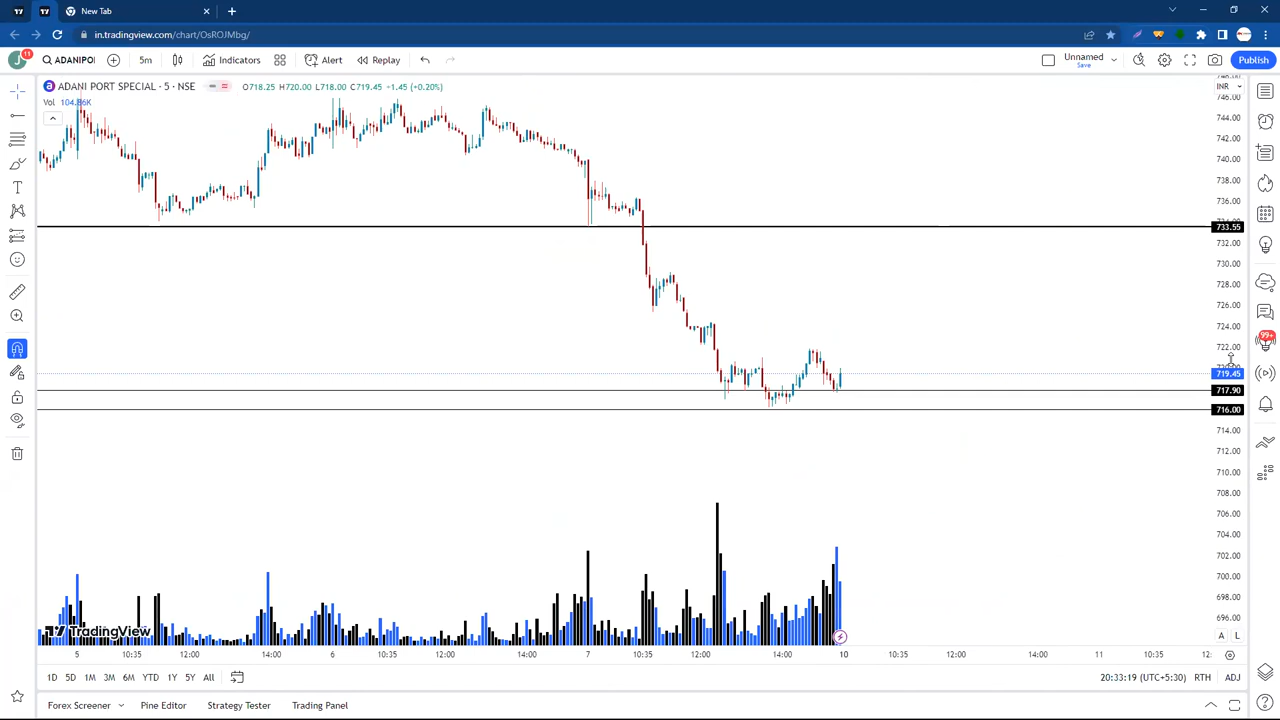 New Tab
in.tradingview.com/chart/OsROJMbg/
J 11 ADANIPO 5m Indicators Alert Replay Unnamed Save Publish
ADANI PORT SPECIAL · 5 · NSE O718.25 H720.00 L718.00 C719.45 +1.45 (+0.20%) INR
Vol 104.86K
746.00
744.00
742.00
740.00
738.00
736.00
733.55
732.00
730.00
728.00
726.00
724.00
722.00
99+
719.45
717.90
716.00
714.00
712.00
710.00
708.00
706.00
704.00
702.00
700.00
698.00
696.00
TradingView
A L
5 10:35 12:00 14:00 6 10:35 12:00 14:00 7 10:35 12:00 14:00 10 10:35 12:00 14:00 11 10:35 12:
1D 5D 1M 3M 6M YTD 1Y 5Y All 20:33:19 (UTC+5:30) RTH ADJ
Forex Screener Pine Editor Strategy Tester Trading Panel